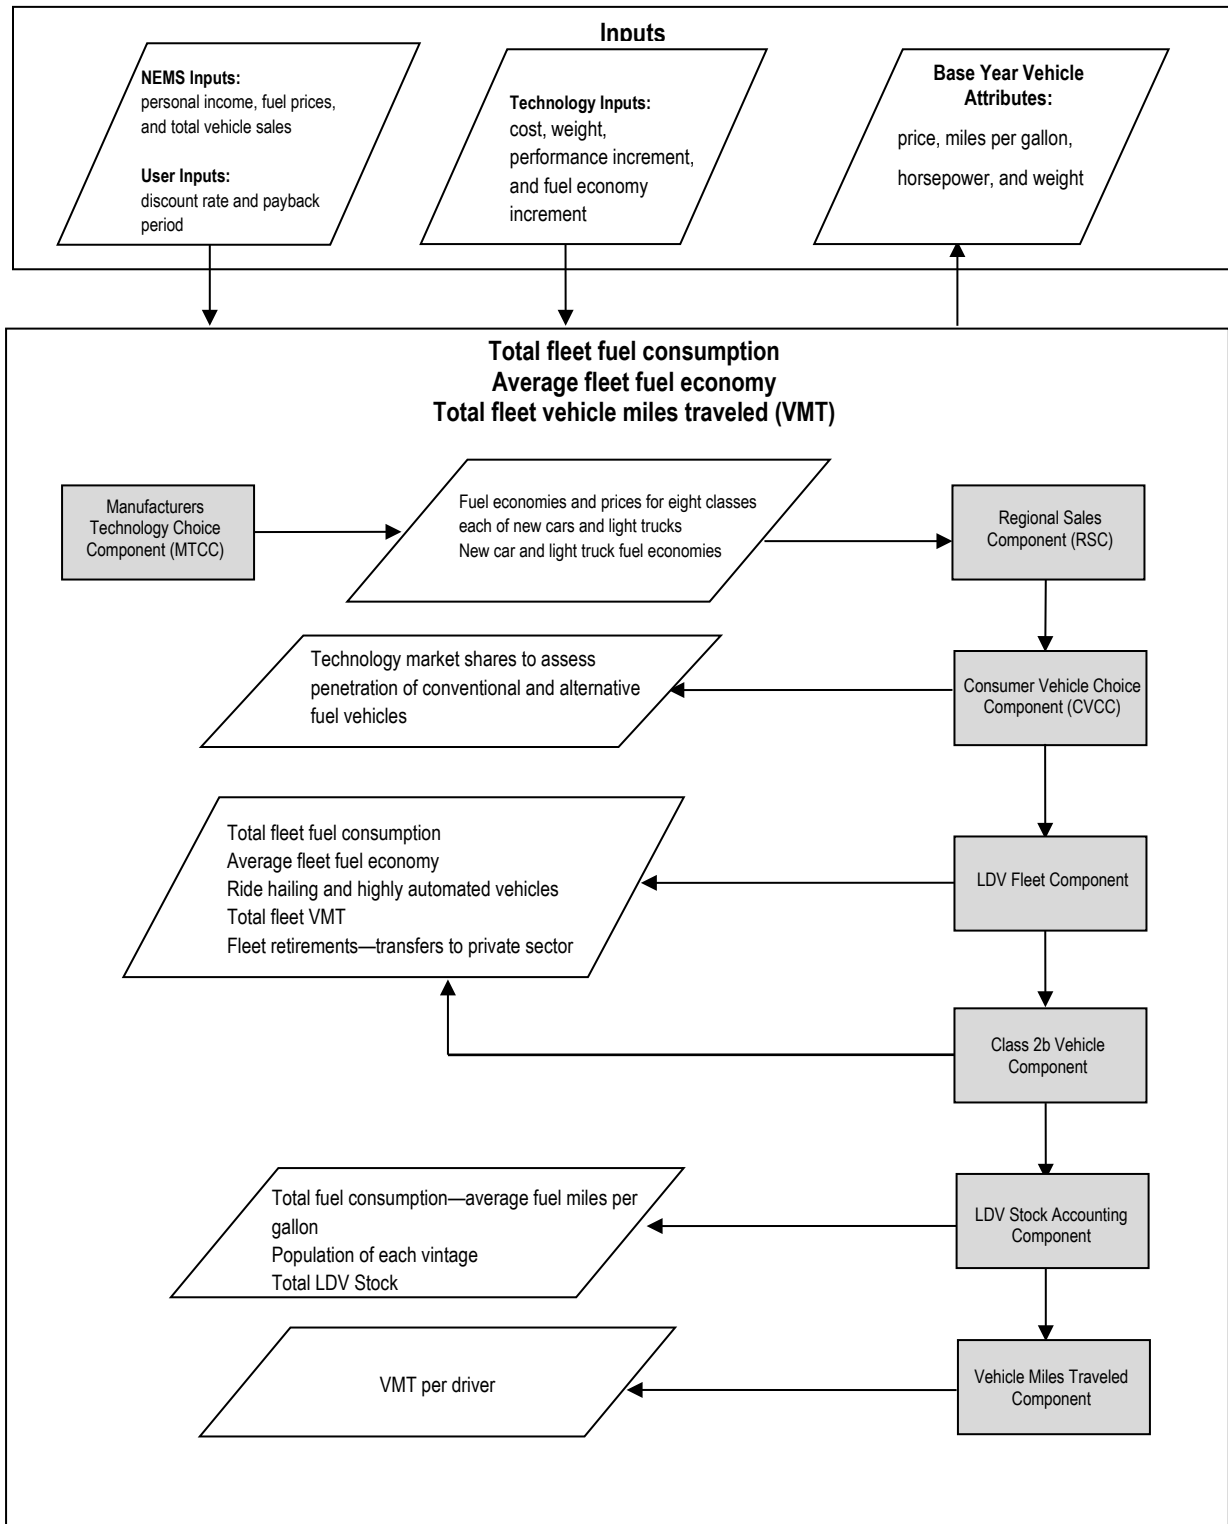 Inputs
NEMS Inputs:
personal income, fuel prices,
and total vehicle sales
User Inputs:
discount rate and payback
period
Technology Inputs:
cost, weight,
performance increment,
and fuel economy
increment
Base Year Vehicle
Attributes:
price, miles per gallon,
horsepower, and weight
Total fleet fuel consumption
Average fleet fuel economy
Total fleet vehicle miles traveled (VMT)
Manufacturers
Technology Choice
Component (MTCC)
Fuel economies and prices for eight classes
each of new cars and light trucks
New car and light truck fuel economies
Regional Sales
Component (RSC)
Technology market shares to assess
penetration of conventional and alternative
fuel vehicles
Consumer Vehicle Choice
Component (CVCC)
Total fleet fuel consumption
Average fleet fuel economy
Ride hailing and highly automated vehicles
Total fleet VMT
Fleet retirements—transfers to private sector
LDV Fleet Component
Class 2b Vehicle
Component
Total fuel consumption—average fuel miles per
gallon
Population of each vintage
Total LDV Stock
LDV Stock Accounting
Component
VMT per driver
Vehicle Miles Traveled
Component